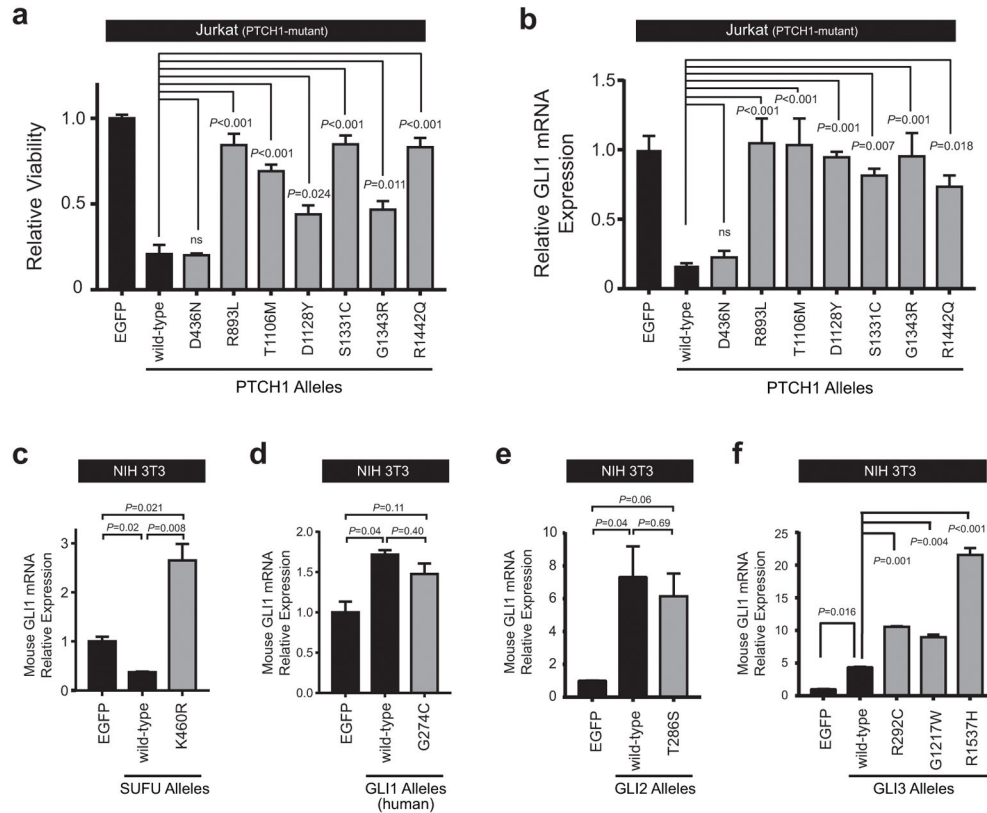 a
Jurkat (PTCH1-mutant)
Relative Viability
1.0
0.5
0
P<0.001
P<0.001
P=0.024
P<0.001
P=0.011
P<0.001
ns
EGFP
wild-type
D436N
R893L
T1106M
D1128Y
S1331C
G1343R
R1442Q
PTCH1 Alleles
b
Jurkat (PTCH1-mutant)
Relative GLI1 mRNA
Expression
1.5
1.0
0.5
0
ns
P<0.001
P<0.001
P=0.001
P=0.007
P=0.001
P=0.018
EGFP
wild-type
D436N
R893L
T1106M
D1128Y
S1331C
G1343R
R1442Q
PTCH1 Alleles
c
NIH 3T3
P=0.021
P=0.02
P=0.008
Mouse GLI1 mRNA
Relative Expression
3
2
1
0
EGFP
wild-type
K460R
SUFU Alleles
d
NIH 3T3
P=0.11
P=0.04
P=0.40
Mouse GLI1 mRNA
Relative Expression
2.0
1.5
1.0
0.5
0.0
EGFP
wild-type
G274C
GLI1 Alleles
(human)
e
NIH 3T3
P=0.06
P=0.04
P=0.69
Mouse GLI1 mRNA
Relative Expression
10
8
6
4
2
0
EGFP
wild-type
T286S
GLI2 Alleles
f
NIH 3T3
P<0.001
P=0.004
P=0.001
P=0.016
Mouse GLI1 mRNA
Relative Expression
25
20
15
10
5
0
EGFP
wild-type
R292C
G1217W
R1537H
GLI3 Alleles